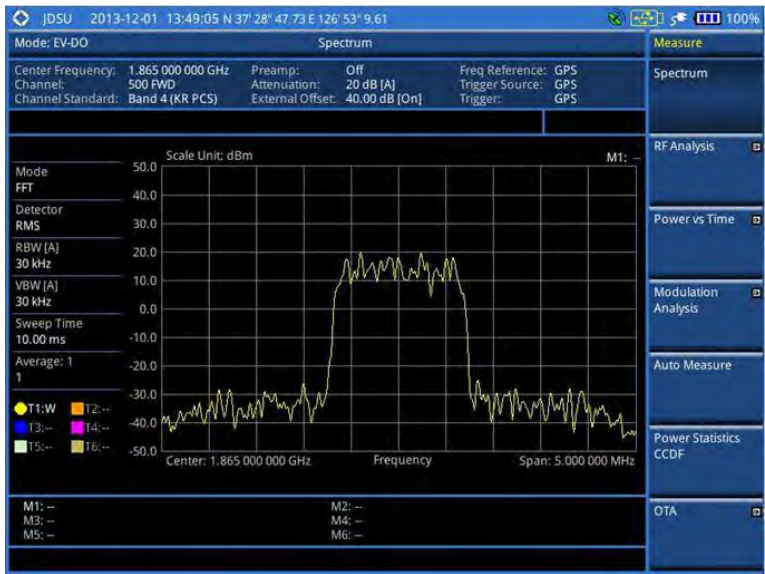 JDSU 2013-12-01 13:49:05 N 37' 28" 47.73 E 126' 53" 9.61 100%
Mode: EV-DO Spectrum Measure
Center Frequency: 1.865 000 000 GHz Preamp: Off Freq Reference: GPS
Channel: 500 FWD Attenuation: 20 dB [A] Trigger Source: GPS
Channel Standard: Band 4 (KR PCS) External Offset: 40.00 dB [On] Trigger: GPS
Spectrum
RF Analysis
Power vs Time
Modulation
Analysis
Auto Measure
Power Statistics
CCDF
OTA
Scale Unit: dBm M1: --
Mode
FFT
Detector
RMS
RBW [A]
30 kHz
VBW [A]
30 kHz
Sweep Time
10.00 ms
Average: 1
1
T1:W T2:--
T3:-- T4:--
T5:-- T6:--
50.0
40.0
30.0
20.0
10.0
0.0
-10.0
-20.0
-30.0
-40.0
-50.0
Center: 1.865 000 000 GHz Frequency Span: 5.000 000 MHz
M1: -- M2: --
M3: -- M4: --
M5: -- M6: --